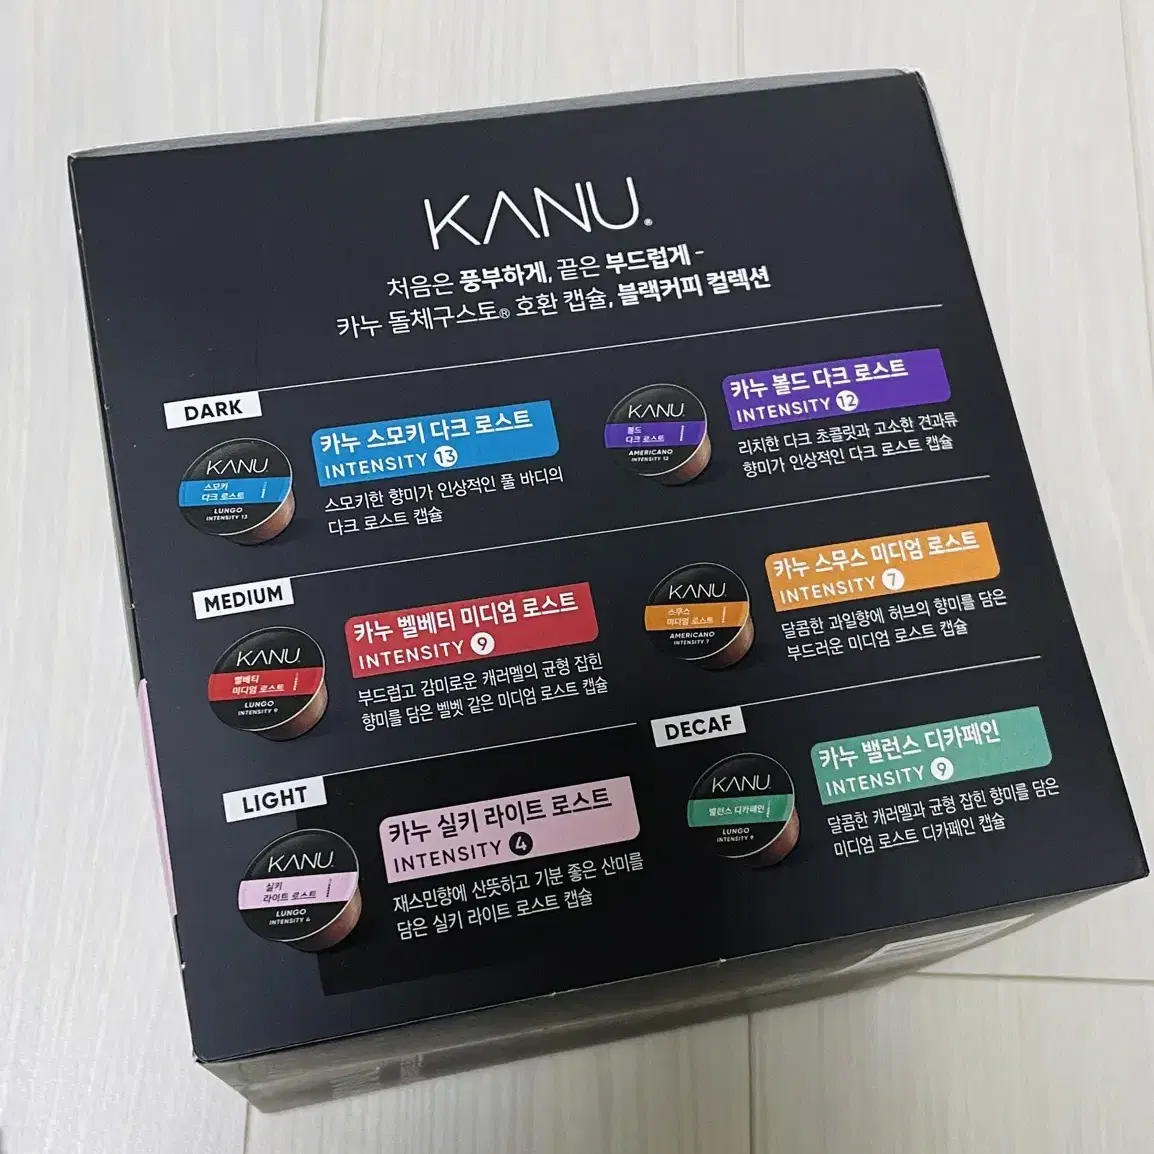 KANU®
처음은 풍부하게, 끝은 부드럽게 -
카누 돌체구스토® 호환 캡슐, 블랙커피 컬렉션
DARK
KANU
스모키
다크 로스트
LUNGO
INTENSITY 13
카누 스모키 다크 로스트
INTENSITY 13
스모키한 향미가 인상적인 풀 바디의
다크 로스트 캡슐
KANU
볼드
다크 로스트
AMERICANO
INTENSITY 12
카누 볼드 다크 로스트
INTENSITY 12
리치한 다크 초콜릿과 고소한 견과류
향미가 인상적인 다크 로스트 캡슐
MEDIUM
KANU
벨베티
미디엄 로스트
LUNGO
INTENSITY 9
카누 벨베티 미디엄 로스트
INTENSITY 9
부드럽고 감미로운 캐러멜의 균형 잡힌
향미를 담은 벨벳 같은 미디엄 로스트 캡슐
KANU
스무스
미디엄 로스트
AMERICANO
INTENSITY 7
카누 스무스 미디엄 로스트
INTENSITY 7
달콤한 과일향에 허브의 향미를 담은
부드러운 미디엄 로스트 캡슐
LIGHT
KANU
실키
라이트 로스트
LUNGO
INTENSITY 4
카누 실키 라이트 로스트
INTENSITY 4
재스민향에 산뜻하고 기분 좋은 산미를
담은 실키 라이트 로스트 캡슐
DECAF
KANU
밸런스 디카페인
LUNGO
INTENSITY 9
카누 밸런스 디카페인
INTENSITY 9
달콤한 캐러멜과 균형 잡힌 향미를 담은
미디엄 로스트 디카페인 캡슐